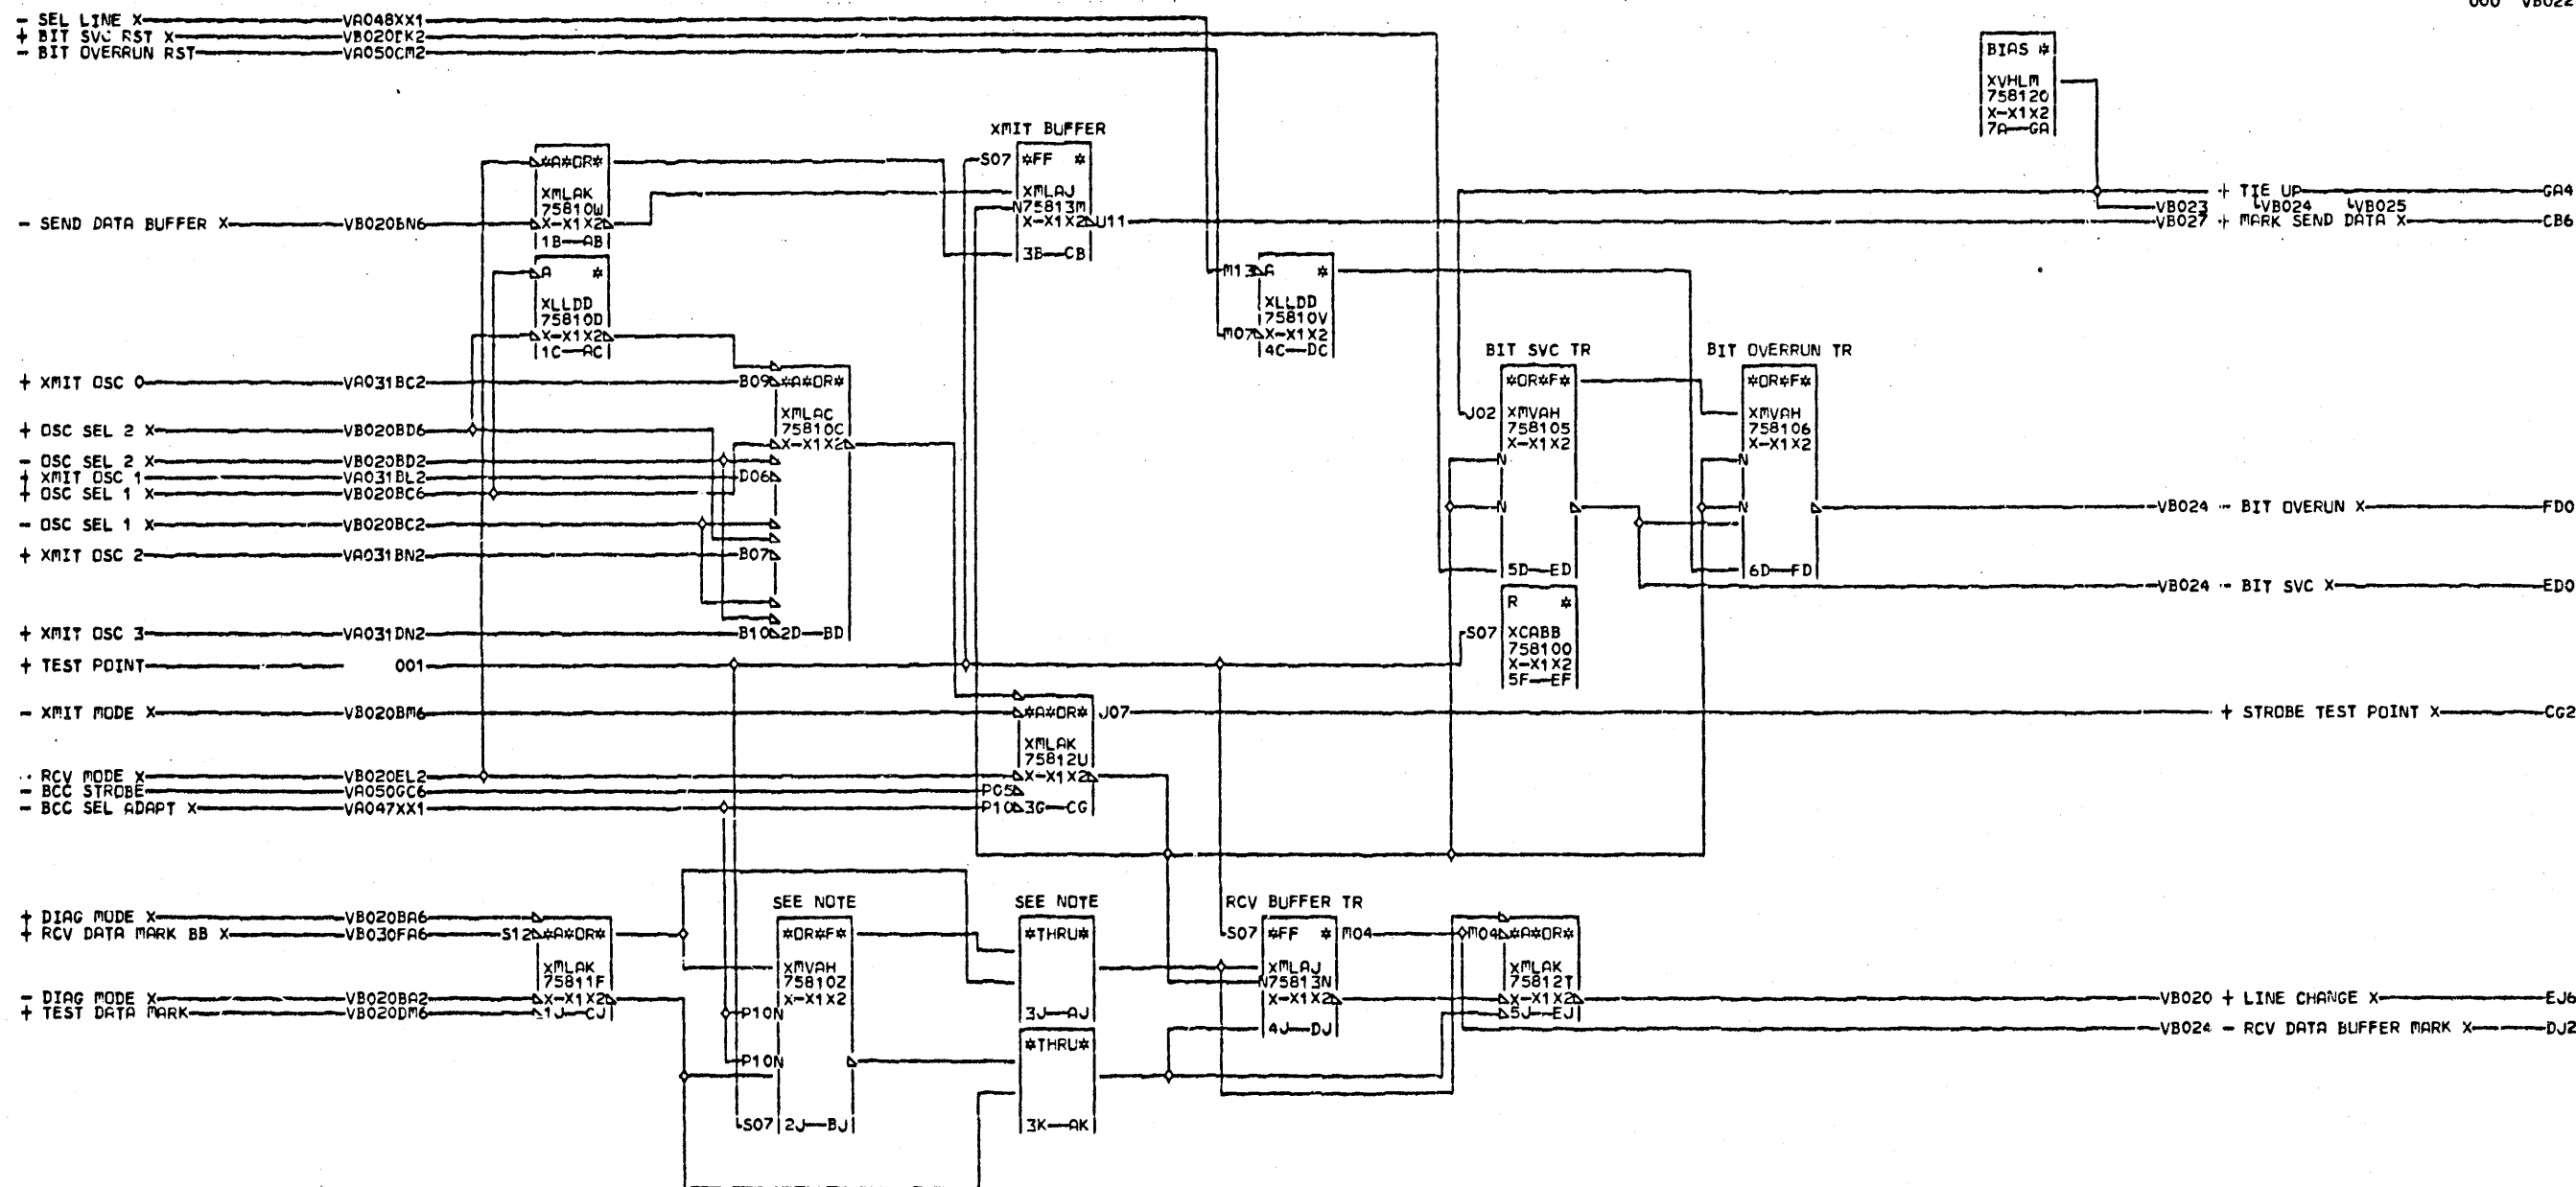 000 VB022
- SEL LINE X VA048XX1
+ BIT SVC RST X VB020CK2
- BIT OVERRUN RST VA050CM2
BIAS *
XVHLM
758120
X-X1X2
7A GA
XMIT BUFFER
*A*OR*
XMLAK
75810W
X-X1X2
1B AB
S07 *FF *
XMLAJ
N75813M
X-X1X2 U11
3B CB
+ TIE UP GA4
VB023 VB024 VB025
- SEND DATA BUFFER X VB020BN6
VB027 + MARK SEND DATA X CB6
A *
XLLDD
75810D
X-X1X2
1C AC
M13 A *
XLLDD
75810V
M07 X-X1X2
4C DC
BIT SVC TR
BIT OVERRUN TR
+ XMIT OSC 0 VA031BC2 B09 *A*OR*
XMLAC
75810C
X-X1X2
*OR*F*
J02 XMVAH
758105
X-X1X2
N
N
5D ED
*OR*F*
XMVAH
758106
X-X1X2
N
N
6D FD
+ OSC SEL 2 X VB020BD6
- OSC SEL 2 X VB020BD2
+ XMIT OSC 1 VA031BL2 D06
+ OSC SEL 1 X VB020BC6
- OSC SEL 1 X VB020BC2
VB024 - BIT OVERUN X FD0
+ XMIT OSC 2 VA031BN2 B07
VB024 - BIT SVC X ED0
+ XMIT OSC 3 VA031DN2 B10 2D BD
R *
S07 XCABB
758100
X-X1X2
5F EF
+ TEST POINT 001
- XMIT MODE X VB020BM6
*A*OR* J07
+ STROBE TEST POINT X CG2
XMLAK
75812U
X-X1X2
RCV MODE X VB020EL2
- BCC STROBE VA050GC6 P05
- BCC SEL ADAPT X VA047XX1 P10 3G CG
SEE NOTE
SEE NOTE
RCV BUFFER TR
+ DIAG MODE X VB020BA6
+ RCV DATA MARK BB X VB030FA6 S12 *A*OR*
XMLAK
75811F
X-X1X2
1J CJ
*OR*F*
XMVAH
75810Z
X-X1X2
P10N
P10N
S07 2J BJ
*THRU*
3J AJ
*THRU*
3K AK
S07 *FF * M04
XMLAJ
N75813N
X-X1X2
4J DJ
M04 *A*OR*
XMLAK
75812T
X-X1X2
5J EJ
- DIAG MODE X VB020BA2
+ TEST DATA MARK VB020DM6
VB020 + LINE CHANGE X EJ6
VB024 - RCV DATA BUFFER MARK X DJ2